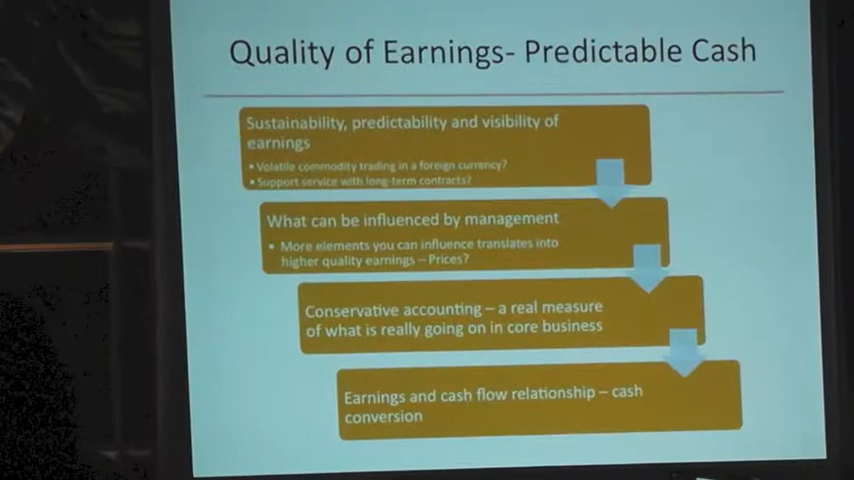 Quality of Earnings- Predictable Cash
Sustainability, predictability and visibility of
earnings
• Volatile commodity trading in a foreign currency?
• Support service with long-term contracts?
What can be influenced by management
• More elements you can influence translates into
higher quality earnings – Prices?
Conservative accounting – a real measure
of what is really going on in core business
Earnings and cash flow relationship – cash
conversion